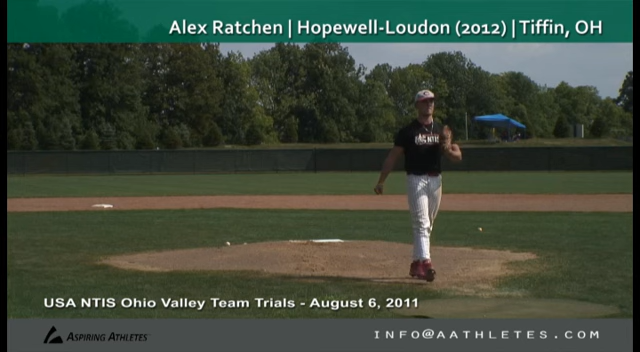 Alex Ratchen | Hopewell-Loudon (2012) | Tiffin, OH
USA NTIS Ohio Valley Team Trials - August 6, 2011
ASPIRING ATHLETES
INFO@AATHLETES.COM